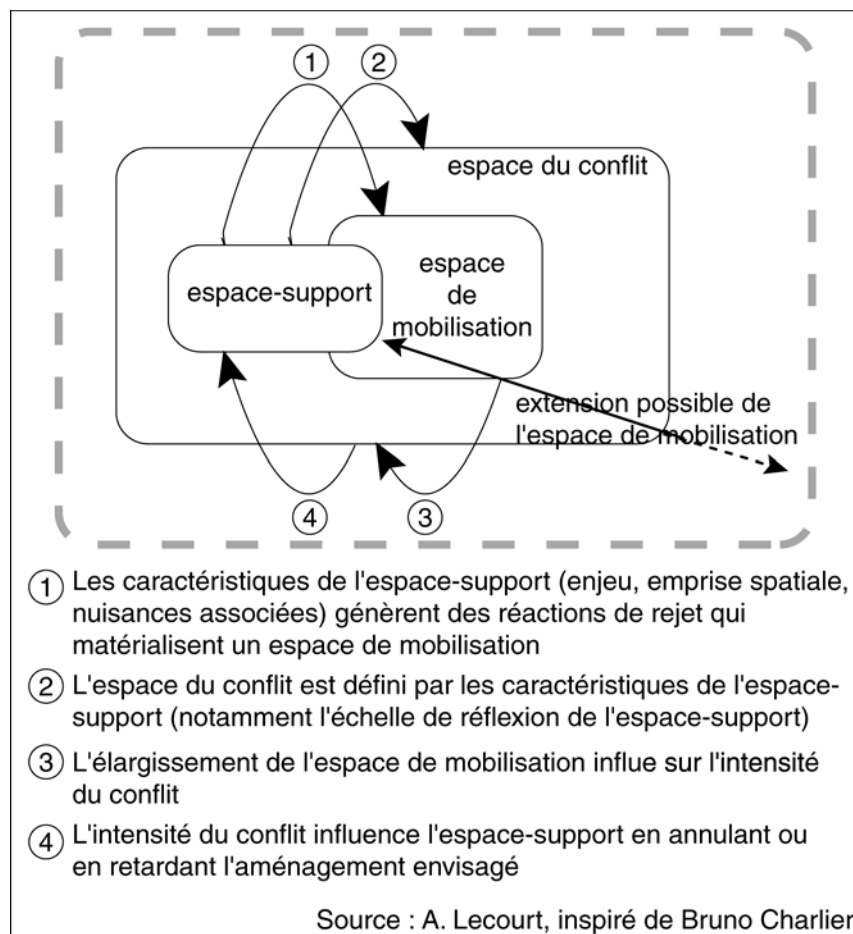 ① ②
espace du conflit
espace-support
espace
de
mobilisation
extension possible de
l'espace de mobilisation
④ ③
① Les caractéristiques de l'espace-support (enjeu, emprise spatiale,
nuisances associées) génèrent des réactions de rejet qui
matérialisent un espace de mobilisation
② L'espace du conflit est défini par les caractéristiques de l'espace-
support (notamment l'échelle de réflexion de l'espace-support)
③ L'élargissement de l'espace de mobilisation influe sur l'intensité
du conflit
④ L'intensité du conflit influence l'espace-support en annulant ou
en retardant l'aménagement envisagé
Source : A. Lecourt, inspiré de Bruno Charlier